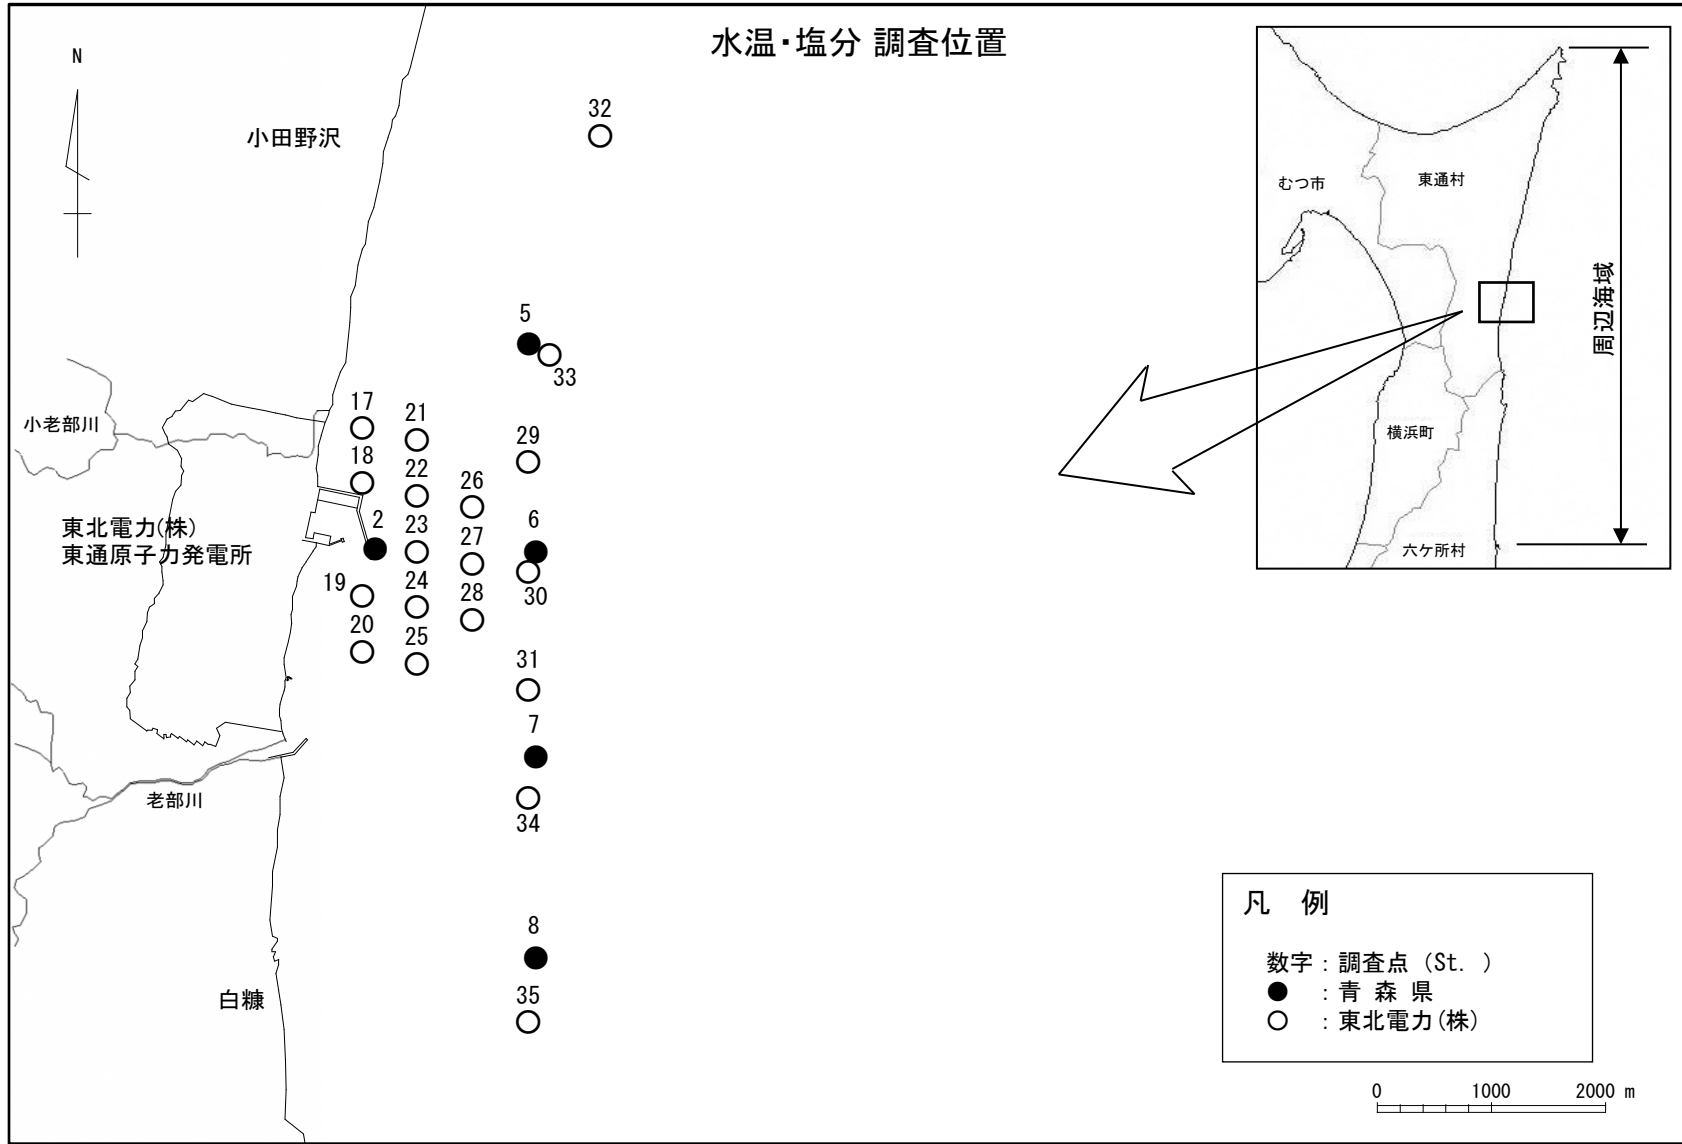 水温・塩分 調査位置
N
小田野沢
32
5
33
17
21
小老部川
29
18
22
26
2
23
6
東北電力(株)
東通原子力発電所
27
19
24
28
30
20
25
31
7
老部川
34
8
白糠
35
むつ市
東通村
周辺海域
横浜町
六ケ所村
凡 例
数字 : 調査点 (St. )
● : 青 森 県
○ : 東北電力(株)
0 1000 2000 m